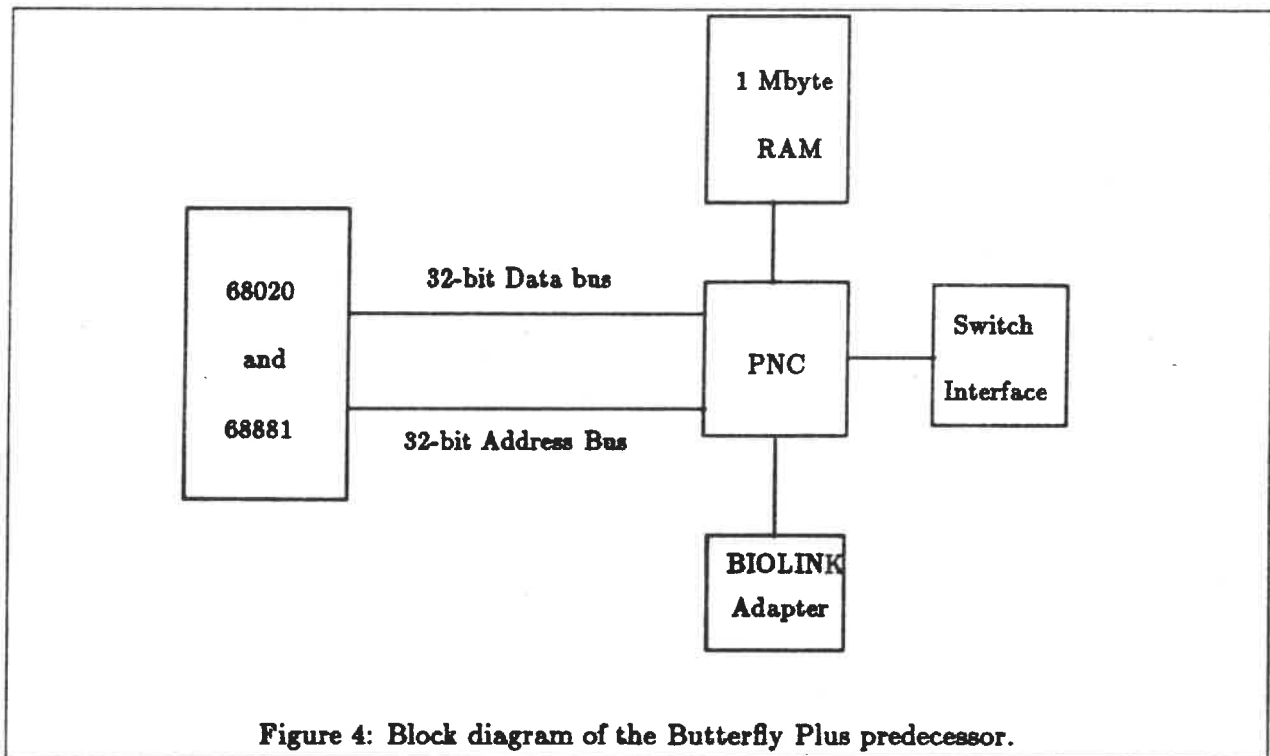 1 Mbyte
RAM
68020
and
68881
32-bit Data bus
32-bit Address Bus
PNC
Switch
Interface
BIOLINK
Adapter
Figure 4: Block diagram of the Butterfly Plus predecessor.